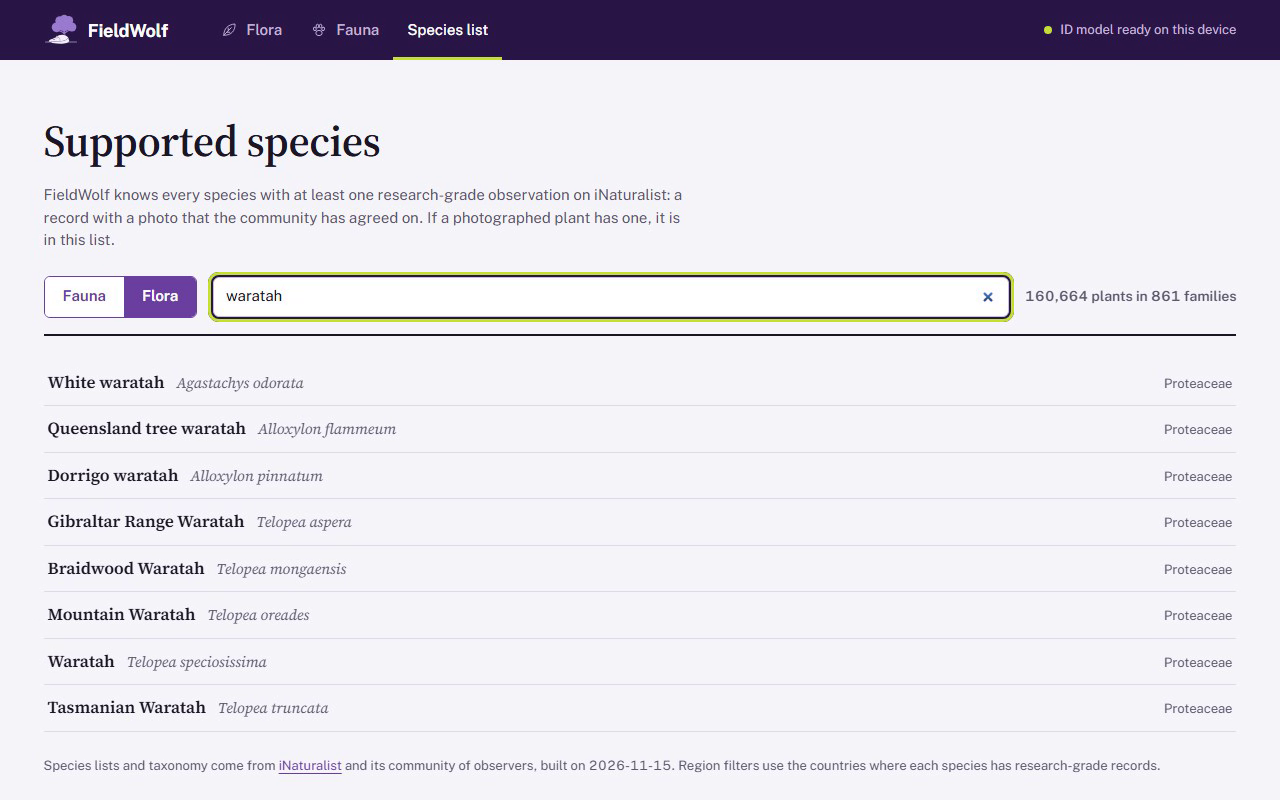 FieldWolf
Flora
Fauna
Species list
ID model ready on this device
Supported species
FieldWolf knows every species with at least one research-grade observation on iNaturalist: a
record with a photo that the community has agreed on. If a photographed plant has one, it is
in this list.
Fauna
Flora
waratah
160,664 plants in 861 families
White waratah Agastachys odorata Proteaceae
Queensland tree waratah Alloxylon flammeum Proteaceae
Dorrigo waratah Alloxylon pinnatum Proteaceae
Gibraltar Range Waratah Telopea aspera Proteaceae
Braidwood Waratah Telopea mongaensis Proteaceae
Mountain Waratah Telopea oreades Proteaceae
Waratah Telopea speciosissima Proteaceae
Tasmanian Waratah Telopea truncata Proteaceae
Species lists and taxonomy come from iNaturalist and its community of observers, built on 2026-11-15. Region filters use the countries where each species has research-grade records.